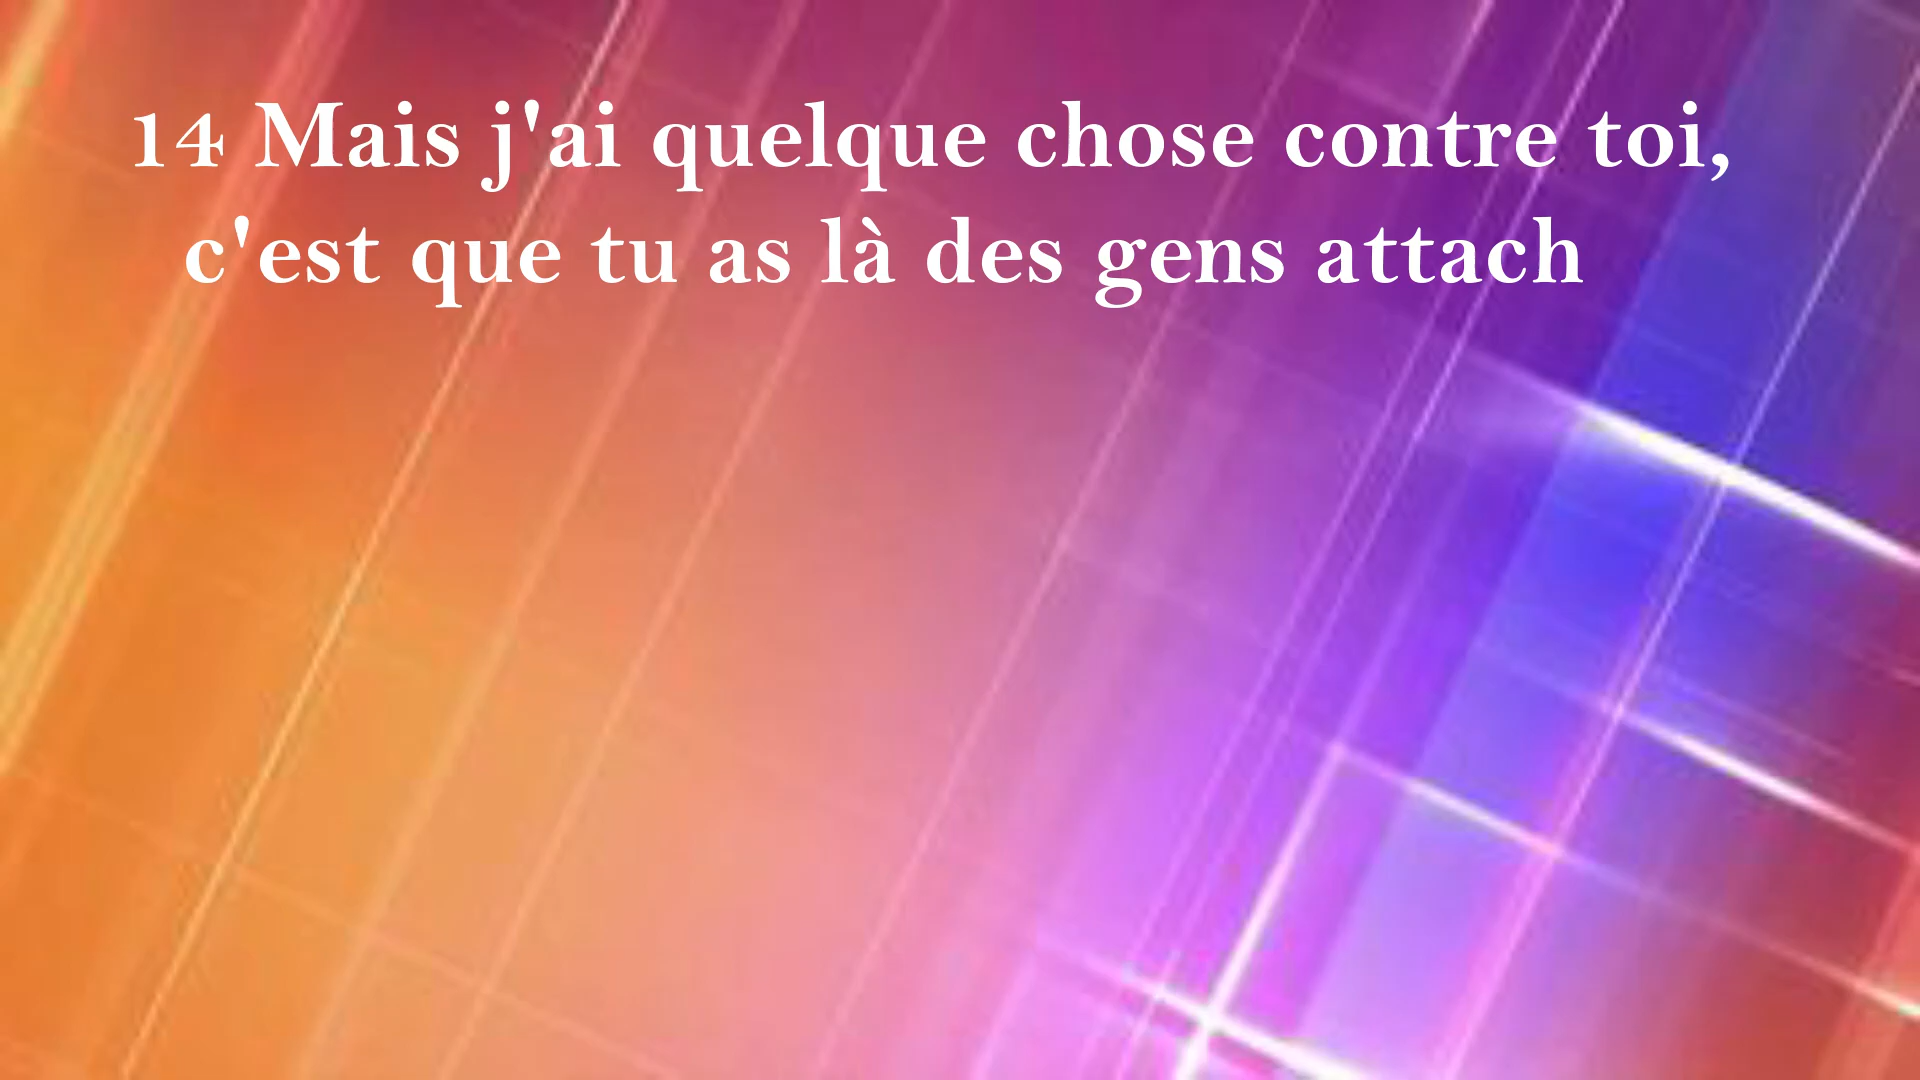 14 Mais j'ai quelque chose contre toi,
c'est que tu as là des gens attach